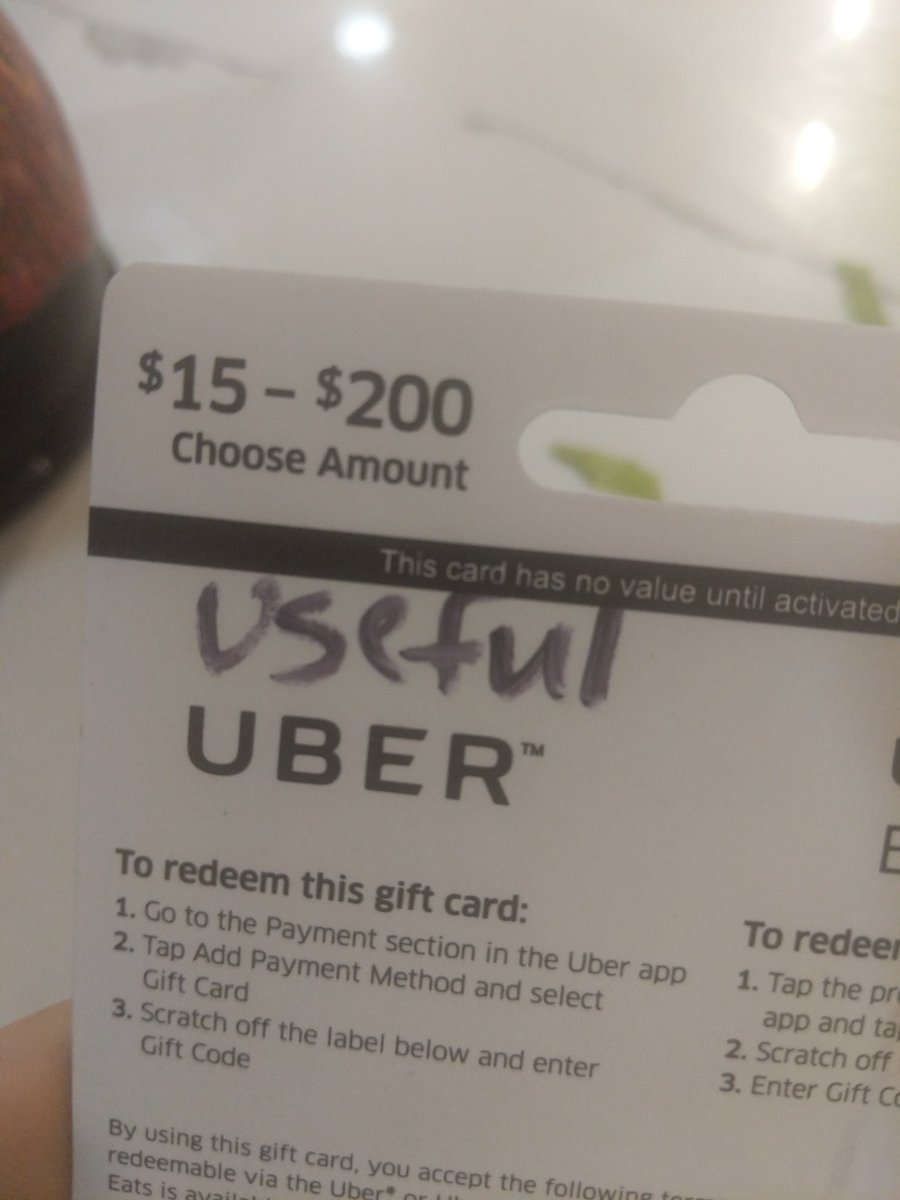 $15 – $200
Choose Amount
This card has no value until activated
Useful
UBER™
To redeem this gift card:
1. Go to the Payment section in the Uber app
2. Tap Add Payment Method and select
Gift Card
3. Scratch off the label below and enter
Gift Code
By using this gift card, you accept the following
redeemable via the Uber® or
Eats is
To
1. Tap the
app and
2. Scratch off
3. Enter Gift